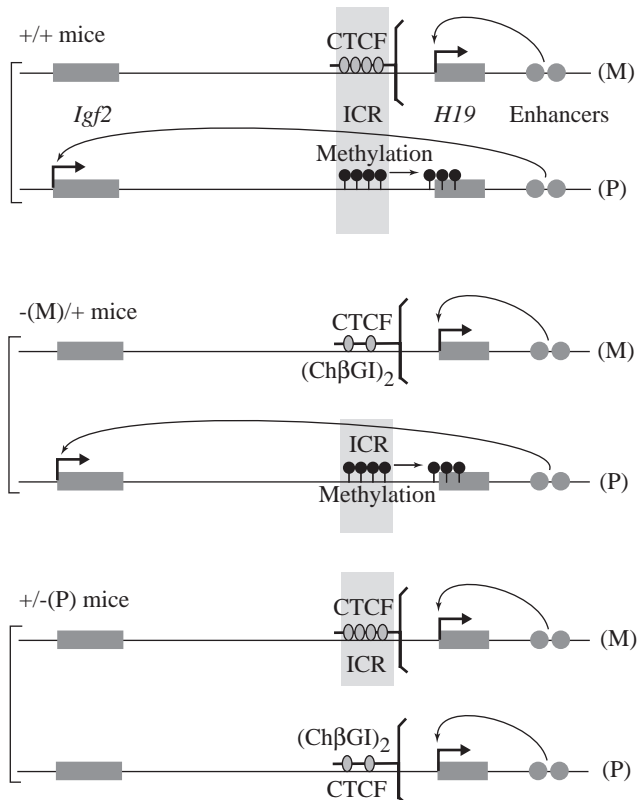 +/+ mice
CTCF
(M)
Igf2
ICR
H19
Enhancers
Methylation
(P)
-(M)/+ mice
CTCF
(M)
(ChβGI)2
ICR
Methylation
(P)
+/-(P) mice
CTCF
(M)
ICR
(ChβGI)2
CTCF
(P)